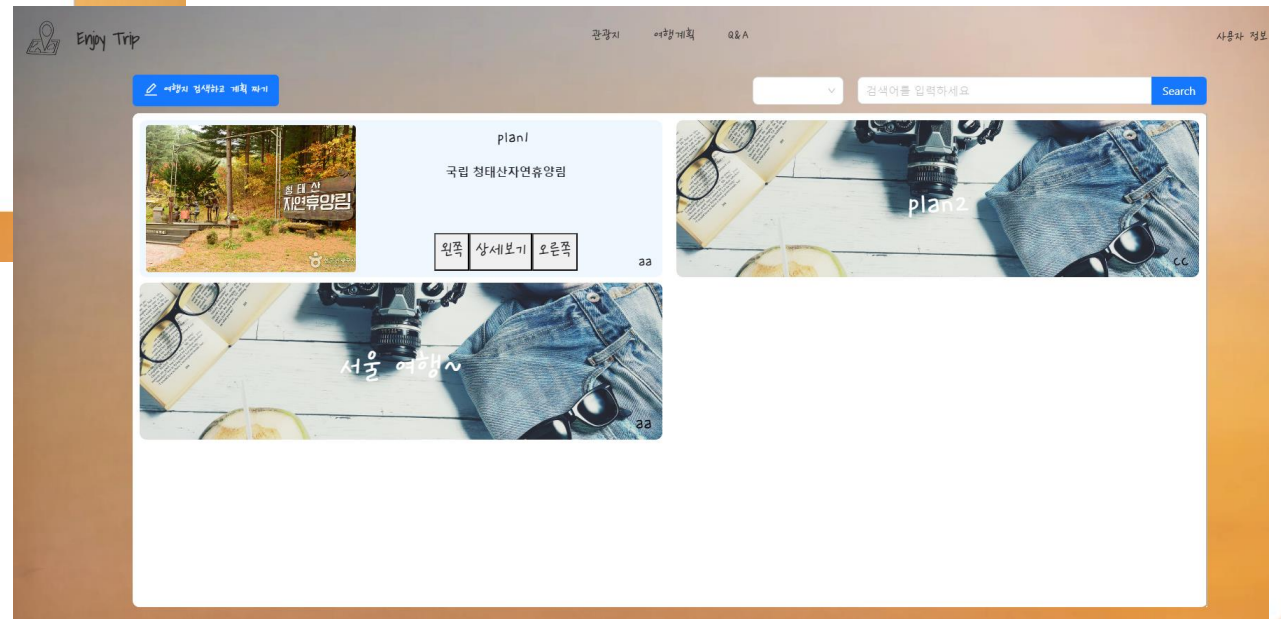 Enjoy Trip
관광지 여행계획 Q&A
사용자 정보
여행지 검색하고 계획 짜기
검색어를 입력하세요 Search
plan1
국립 청태산자연휴양림
청태산
자연휴양림
왼쪽 상세보기 오른쪽
aa
plan2
cc
서울 여행~
aa